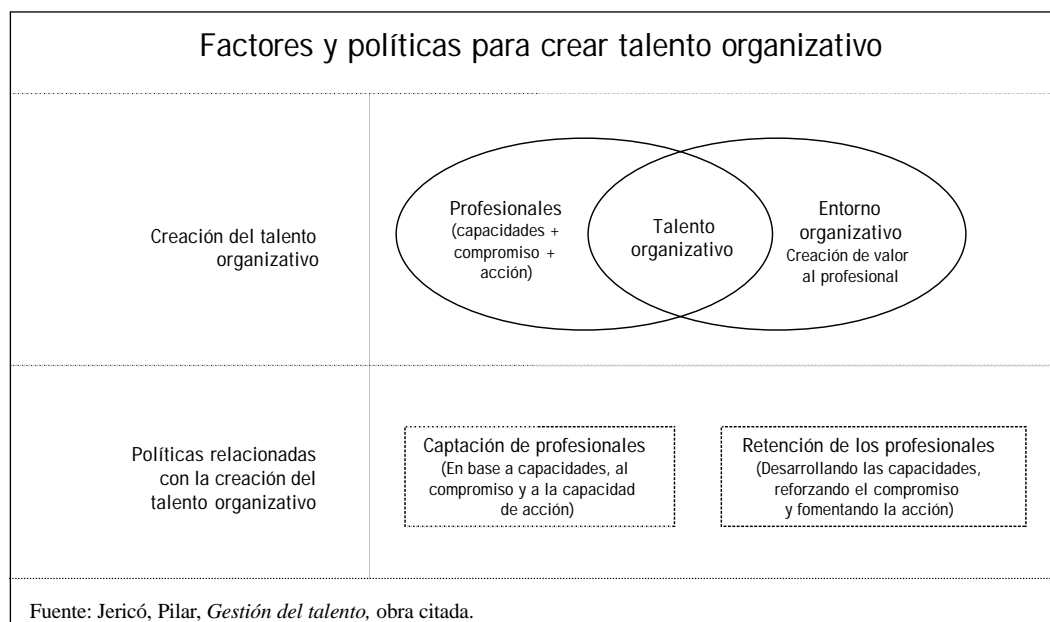 Factores y políticas para crear talento organizativo
Creación del talento
organizativo
Profesionales
(capacidades +
compromiso +
acción)
Talento
organizativo
Entorno
organizativo
Creación de valor
al profesional
Políticas relacionadas
con la creación del
talento organizativo
Captación de profesionales
(En base a capacidades, al
compromiso y a la capacidad
de acción)
Retención de los profesionales
(Desarrollando las capacidades,
reforzando el compromiso
y fomentando la acción)
Fuente: Jericó, Pilar, Gestión del talento, obra citada.